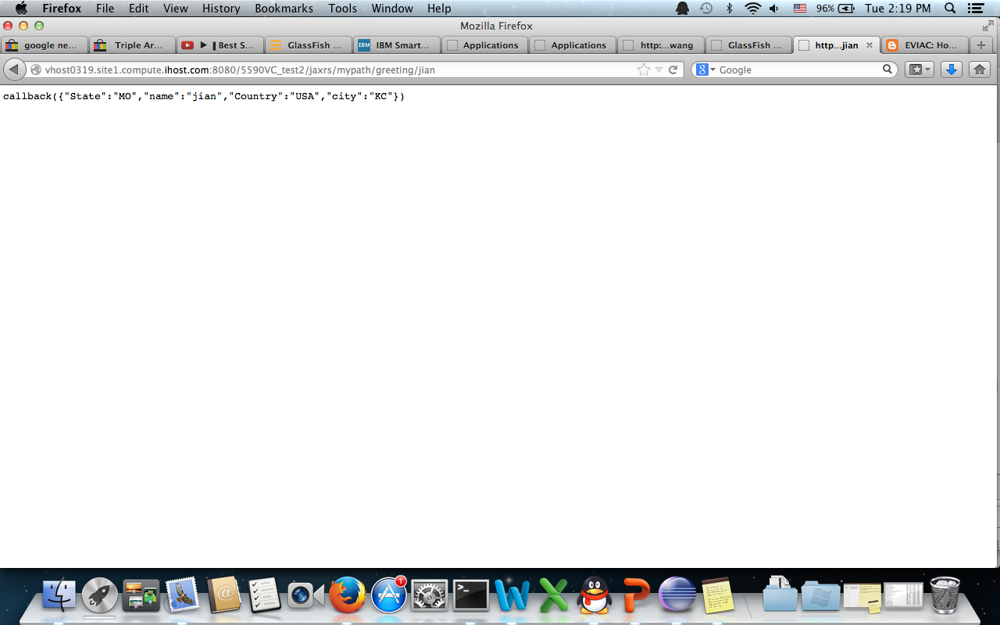 Firefox File Edit View History Bookmarks Tools Window Help 96% Tue 2:19 PM
Mozilla Firefox
google ne... Triple Ar... ▶ ‖ Best S... GlassFish ... IBM IBM Smart... Applications Applications http:...wang GlassFish ... http...jian EVIAC: Ho...
vhost0319.site1.compute.ihost.com:8080/5590VC_test2/jaxrs/mypath/greeting/jian Google
callback({"State":"MO","name":"jian","Country":"USA","city":"KC"})
1